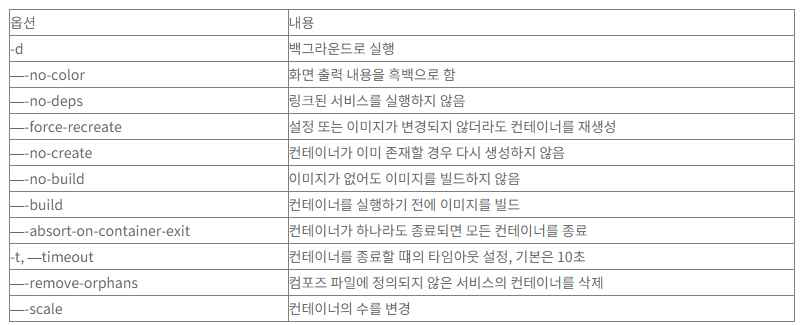 옵션 내용
-d 백그라운드로 실행
—-no-color 화면 출력 내용을 흑백으로 함
—-no-deps 링크된 서비스를 실행하지 않음
—-force-recreate 설정 또는 이미지가 변경되지 않더라도 컨테이너를 재생성
—-no-create 컨테이너가 이미 존재할 경우 다시 생성하지 않음
—-no-build 이미지가 없어도 이미지를 빌드하지 않음
—-build 컨테이너를 실행하기 전에 이미지를 빌드
—-absort-on-container-exit 컨테이너가 하나라도 종료되면 모든 컨테이너를 종료
-t, —timeout 컨테이너를 종료할 떄의 타임아웃 설정, 기본은 10초
—-remove-orphans 컴포즈 파일에 정의되지 않은 서비스의 컨테이너를 삭제
—-scale 컨테이너의 수를 변경